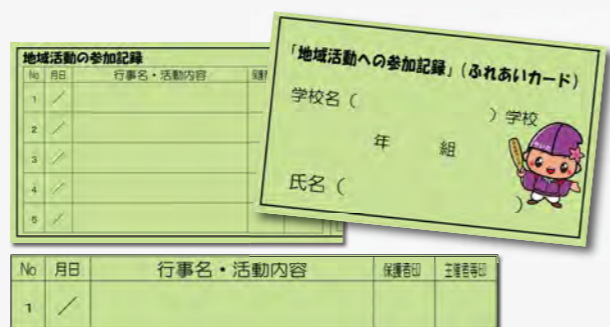 地域活動の参加記録
No 月日 行事名・活動内容
1 /
2 /
3 /
4 /
5 /
「地域活動への参加記録」(ふれあいカード)
学校名( )学校
年 組
氏名( )
No 月日 行事名・活動内容 保護者印 主催者等印
1 /